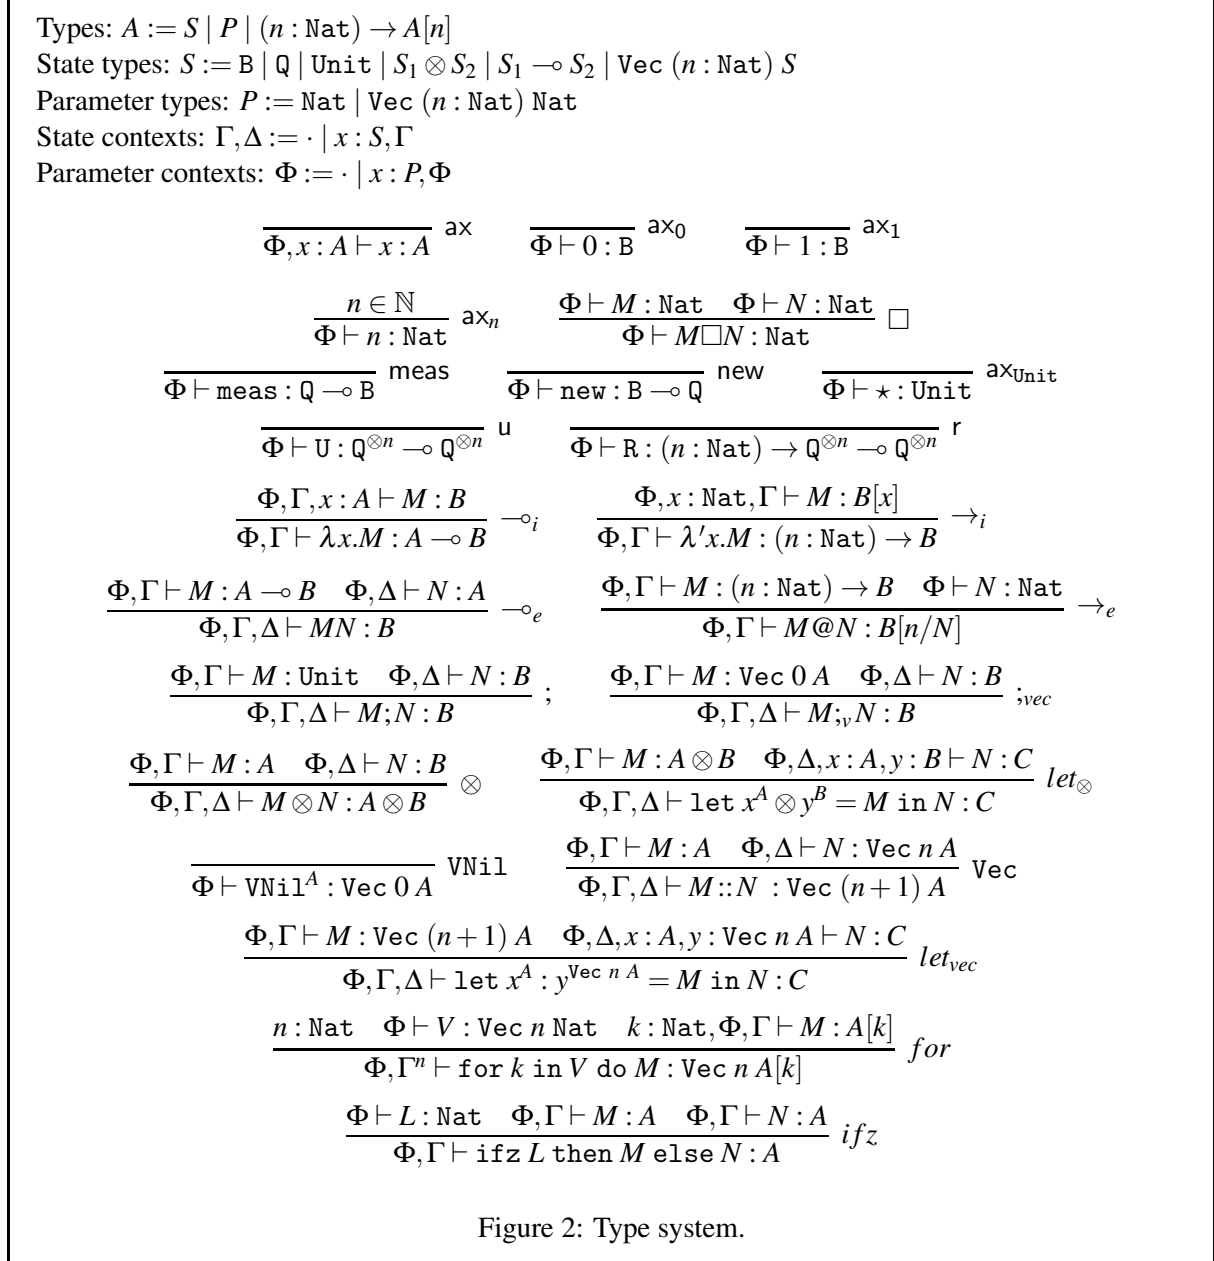 Types: A := S | P | (n : Nat) → A[n]
State types: S := B | Q | Unit | S₁ ⊗ S₂ | S₁ ⊸ S₂ | Vec (n : Nat) S
Parameter types: P := Nat | Vec (n : Nat) Nat
State contexts: Γ, Δ := · | x : S, Γ
Parameter contexts: Φ := · | x : P, Φ
Φ, x : A ⊢ x : A ax Φ ⊢ 0 : B ax₀ Φ ⊢ 1 : B ax₁
n ∈ ℕ Φ ⊢ M : Nat Φ ⊢ N : Nat
Φ ⊢ n : Nat axₙ Φ ⊢ M□N : Nat □
Φ ⊢ meas : Q ⊸ B meas Φ ⊢ new : B ⊸ Q new Φ ⊢ ⋆ : Unit ax_Unit
Φ ⊢ U : Q^⊗n ⊸ Q^⊗n u Φ ⊢ R : (n : Nat) → Q^⊗n ⊸ Q^⊗n r
Φ, Γ, x : A ⊢ M : B Φ, x : Nat, Γ ⊢ M : B[x]
Φ, Γ ⊢ λx.M : A ⊸ B ⊸ᵢ Φ, Γ ⊢ λ′x.M : (n : Nat) → B →ᵢ
Φ, Γ ⊢ M : A ⊸ B Φ, Δ ⊢ N : A Φ, Γ ⊢ M : (n : Nat) → B Φ ⊢ N : Nat
Φ, Γ, Δ ⊢ MN : B ⊸ₑ Φ, Γ ⊢ M@N : B[n/N] →ₑ
Φ, Γ ⊢ M : Unit Φ, Δ ⊢ N : B Φ, Γ ⊢ M : Vec 0 A Φ, Δ ⊢ N : B
Φ, Γ, Δ ⊢ M; N : B ; Φ, Γ, Δ ⊢ M;ᵥ N : B ;_vec
Φ, Γ ⊢ M : A Φ, Δ ⊢ N : B Φ, Γ ⊢ M : A ⊗ B Φ, Δ, x : A, y : B ⊢ N : C
Φ, Γ, Δ ⊢ M ⊗ N : A ⊗ B ⊗ Φ, Γ, Δ ⊢ let x^A ⊗ y^B = M in N : C let_⊗
Φ ⊢ VNil^A : Vec 0 A VNil Φ, Γ ⊢ M : A Φ, Δ ⊢ N : Vec n A
Φ, Γ, Δ ⊢ M::N : Vec (n + 1) A Vec
Φ, Γ ⊢ M : Vec (n + 1) A Φ, Δ, x : A, y : Vec n A ⊢ N : C
Φ, Γ, Δ ⊢ let x^A : y^(Vec n A) = M in N : C let_vec
n : Nat Φ ⊢ V : Vec n Nat k : Nat, Φ, Γ ⊢ M : A[k]
Φ, Γⁿ ⊢ for k in V do M : Vec n A[k] for
Φ ⊢ L : Nat Φ, Γ ⊢ M : A Φ, Γ ⊢ N : A
Φ, Γ ⊢ ifz L then M else N : A ifz
Figure 2: Type system.